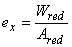 e_x = W_red / A_red